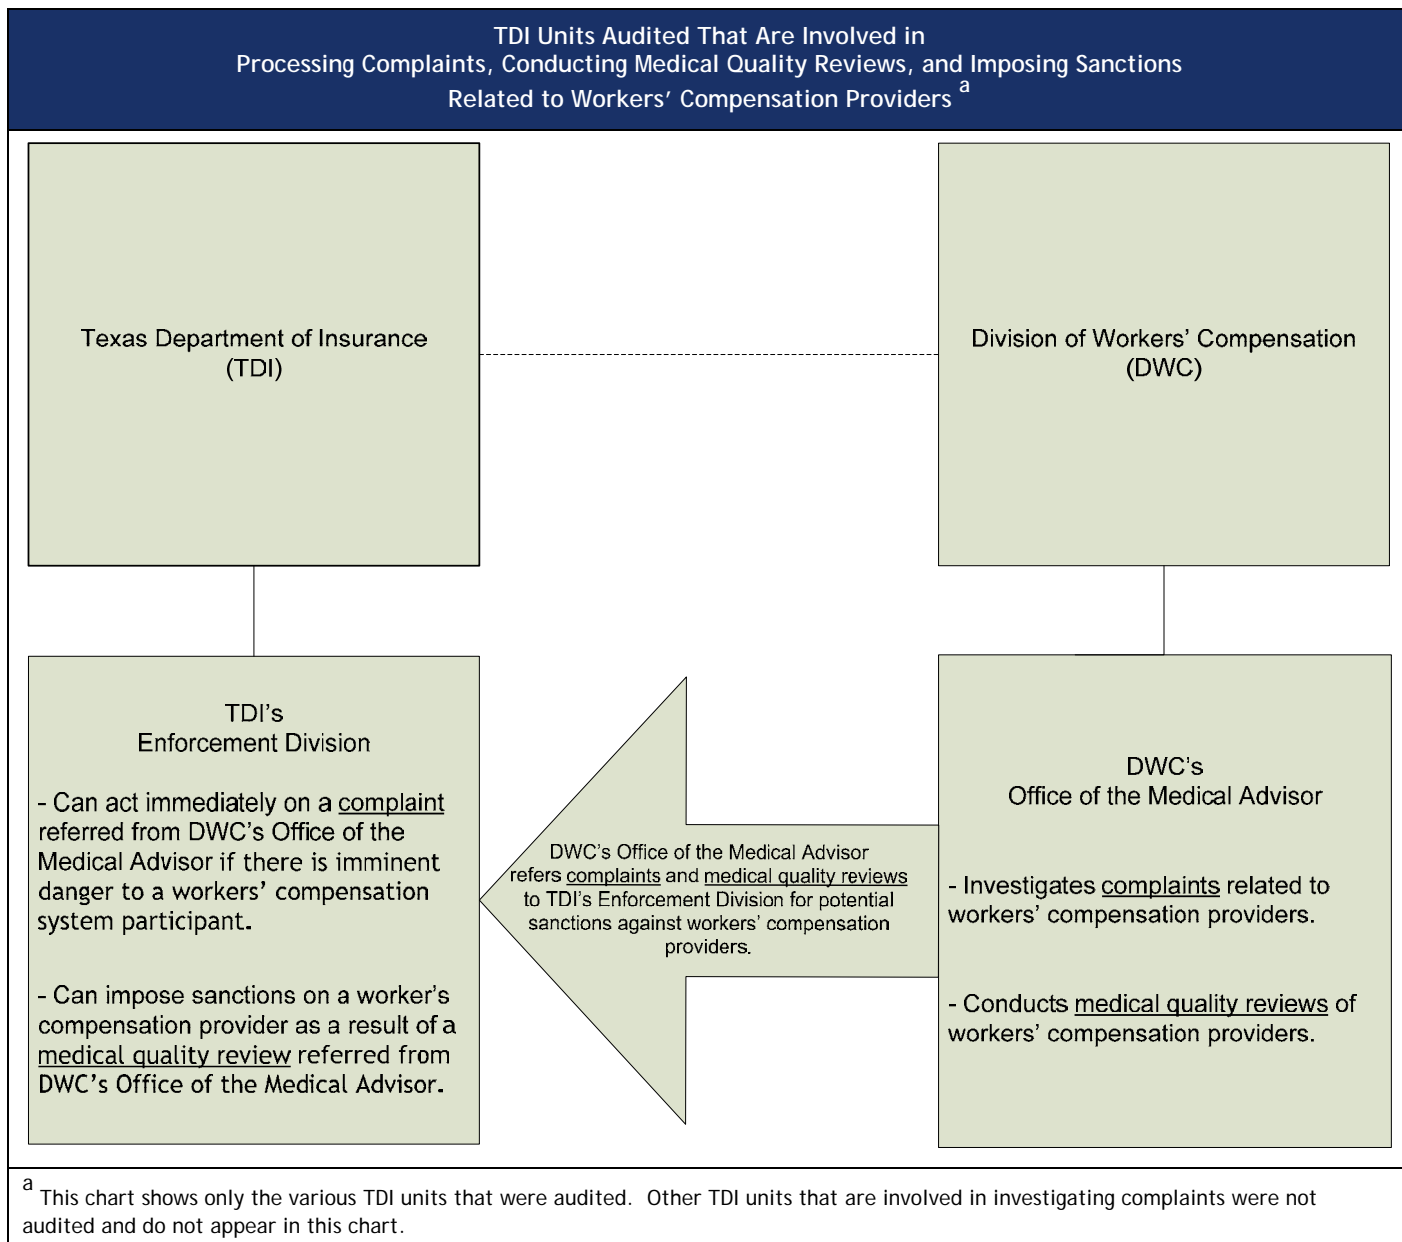 TDI Units Audited That Are Involved in
Processing Complaints, Conducting Medical Quality Reviews, and Imposing Sanctions
Related to Workers’ Compensation Providers a
Texas Department of Insurance
(TDI)
Division of Workers’ Compensation
(DWC)
TDI’s
Enforcement Division
- Can act immediately on a complaint
referred from DWC’s Office of the
Medical Advisor if there is imminent
danger to a workers’ compensation
system participant.
- Can impose sanctions on a worker’s
compensation provider as a result of a
medical quality review referred from
DWC’s Office of the Medical Advisor.
DWC’s Office of the Medical Advisor
refers complaints and medical quality reviews
to TDI’s Enforcement Division for potential
sanctions against workers’ compensation
providers.
DWC’s
Office of the Medical Advisor
- Investigates complaints related to
workers’ compensation providers.
- Conducts medical quality reviews of
workers’ compensation providers.
a This chart shows only the various TDI units that were audited. Other TDI units that are involved in investigating complaints were not
audited and do not appear in this chart.